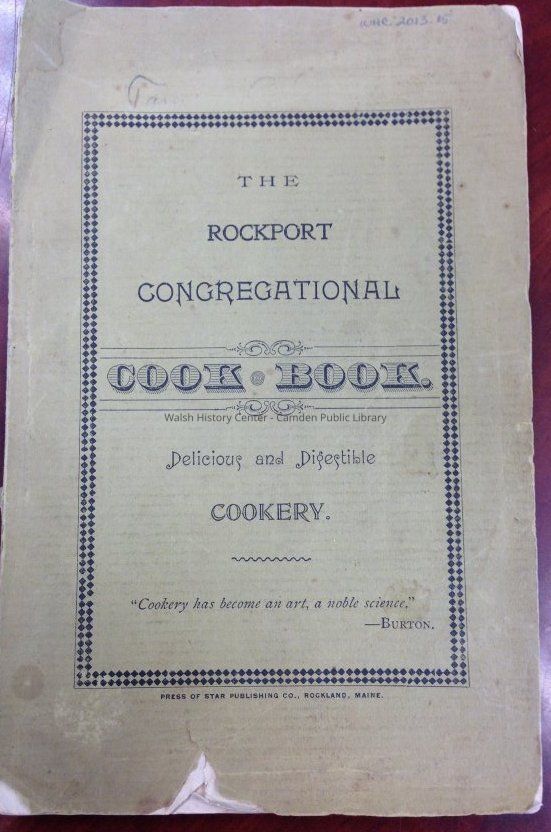 WHC 2013.15
THE
ROCKPORT
CONGREGATIONAL
COOK BOOK.
Walsh History Center - Camden Public Library
Delicious and Digestible
COOKERY.
"Cookery has become an art, a noble science,"
—BURTON.
PRESS OF STAR PUBLISHING CO., ROCKLAND, MAINE.